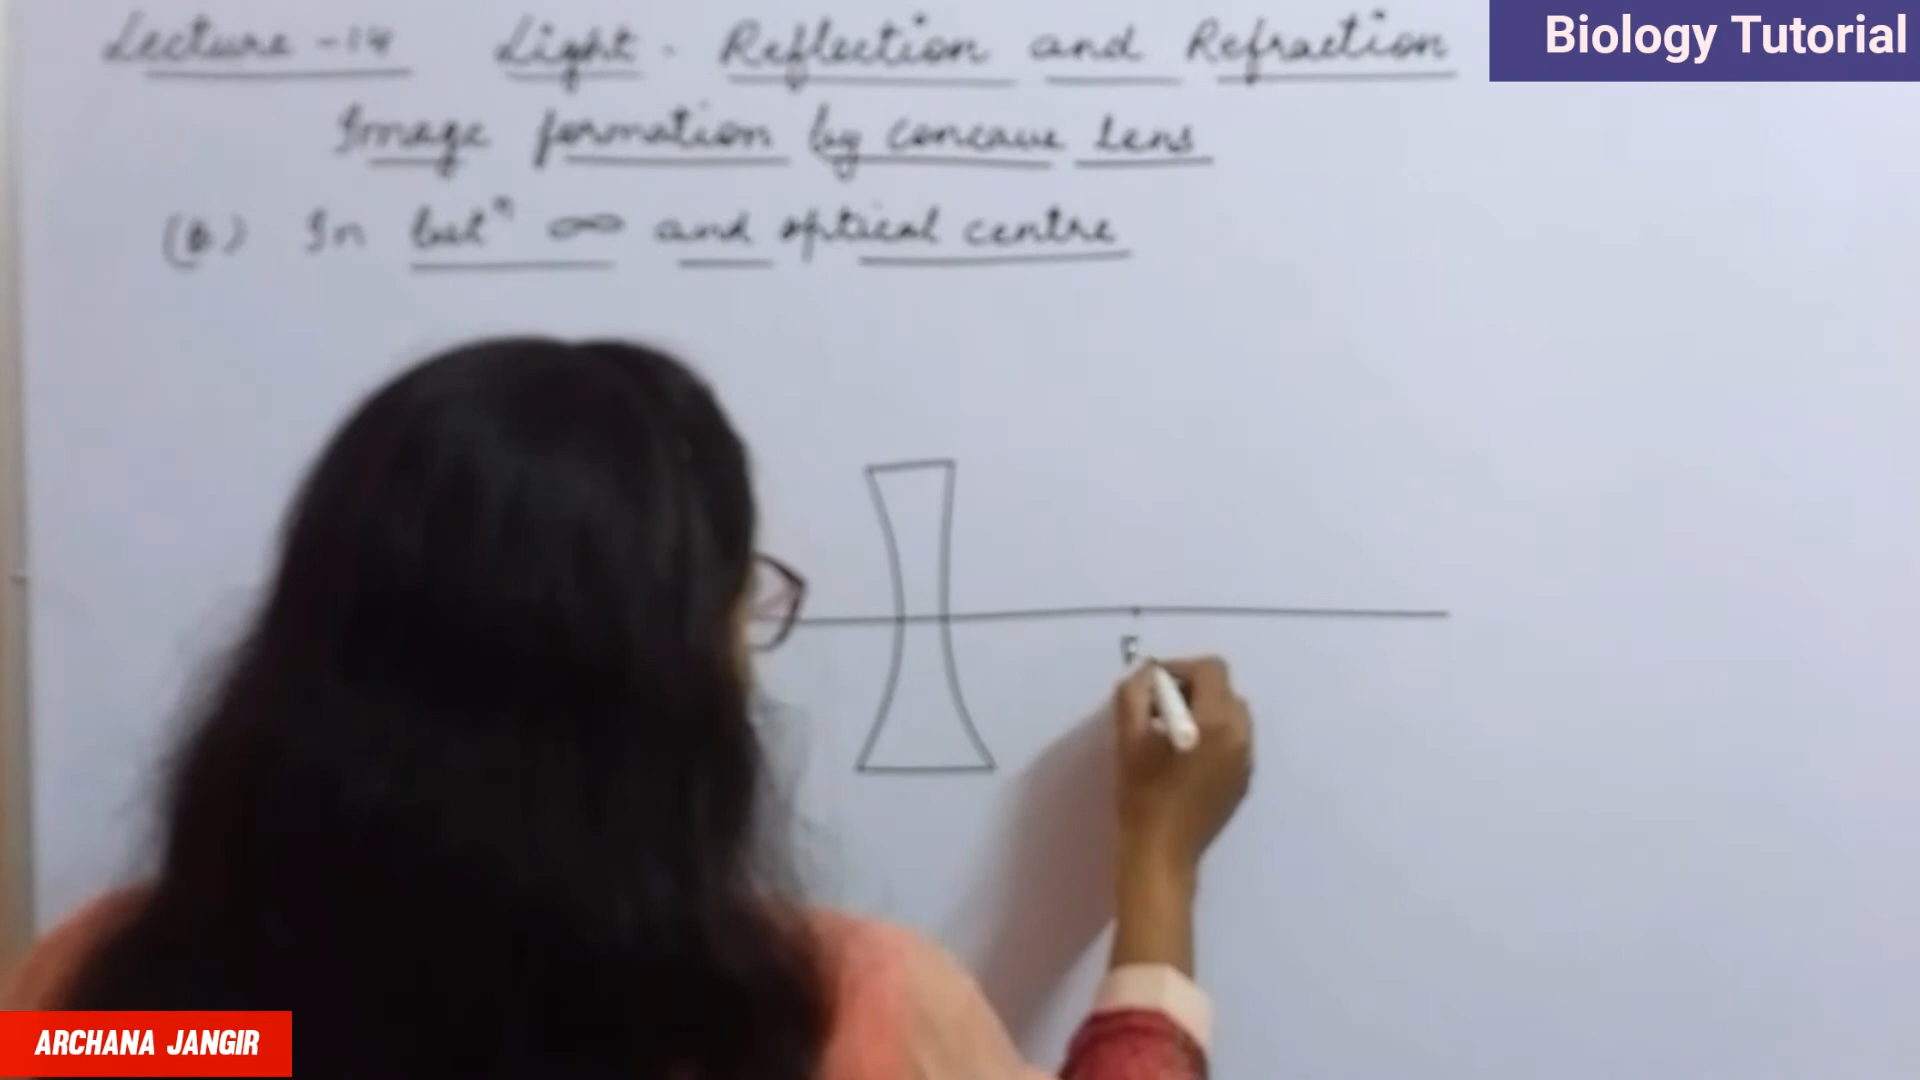 Biology Tutorial
Lecture-14 Light - Reflection and Refraction
Image formation by concave lens
(b) In betⁿ ∞ and optical centre
F
ARCHANA JANGIR